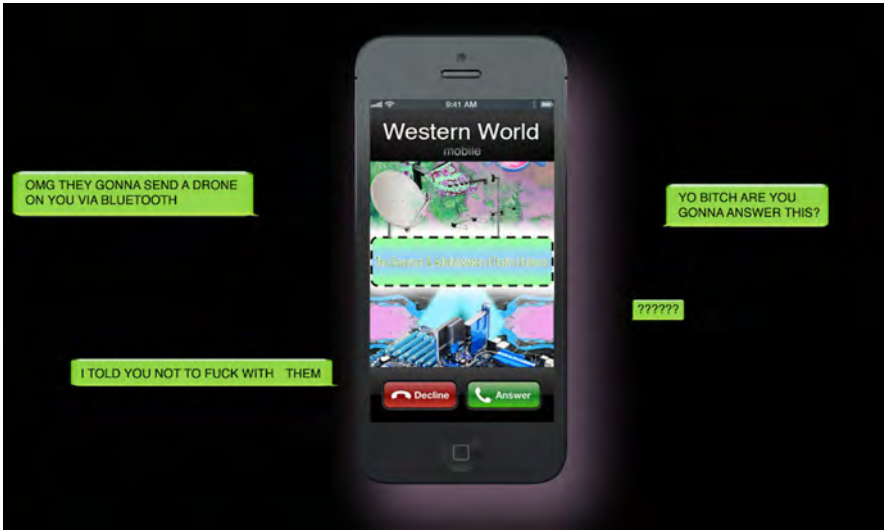 9:41 AM
Western World
mobile
OMG THEY GONNA SEND A DRONE
ON YOU VIA BLUETOOTH
YO BITCH ARE YOU
GONNA ANSWER THIS?
??????
I TOLD YOU NOT TO FUCK WITH THEM
Decline
Answer